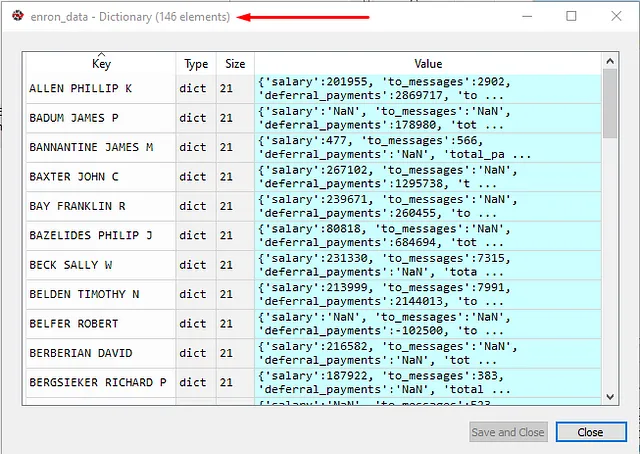 enron_data - Dictionary (146 elements)
Key Type Size Value
ALLEN PHILLIP K dict 21 {'salary':201955, 'to_messages':2902,
'deferral_payments':2869717, 'to ...
BADUM JAMES P dict 21 {'salary':'NaN', 'to_messages':'NaN',
'deferral_payments':178980, 'tot ...
BANNANTINE JAMES M dict 21 {'salary':477, 'to_messages':566,
'deferral_payments':'NaN', 'total_pa ...
BAXTER JOHN C dict 21 {'salary':267102, 'to_messages':'NaN',
'deferral_payments':1295738, 't ...
BAY FRANKLIN R dict 21 {'salary':239671, 'to_messages':'NaN',
'deferral_payments':260455, 'to ...
BAZELIDES PHILIP J dict 21 {'salary':80818, 'to_messages':'NaN',
'deferral_payments':684694, 'tot ...
BECK SALLY W dict 21 {'salary':231330, 'to_messages':7315,
'deferral_payments':'NaN', 'tota ...
BELDEN TIMOTHY N dict 21 {'salary':213999, 'to_messages':7991,
'deferral_payments':2144013, 'to ...
BELFER ROBERT dict 21 {'salary':'NaN', 'to_messages':'NaN',
'deferral_payments':-102500, 'to ...
BERBERIAN DAVID dict 21 {'salary':216582, 'to_messages':'NaN',
'deferral_payments':'NaN', 'tot ...
BERGSIEKER RICHARD P dict 21 {'salary':187922, 'to_messages':383,
'deferral_payments':'NaN', 'total ...
{'salary':'NaN', 'to_messages':523,
Save and Close Close